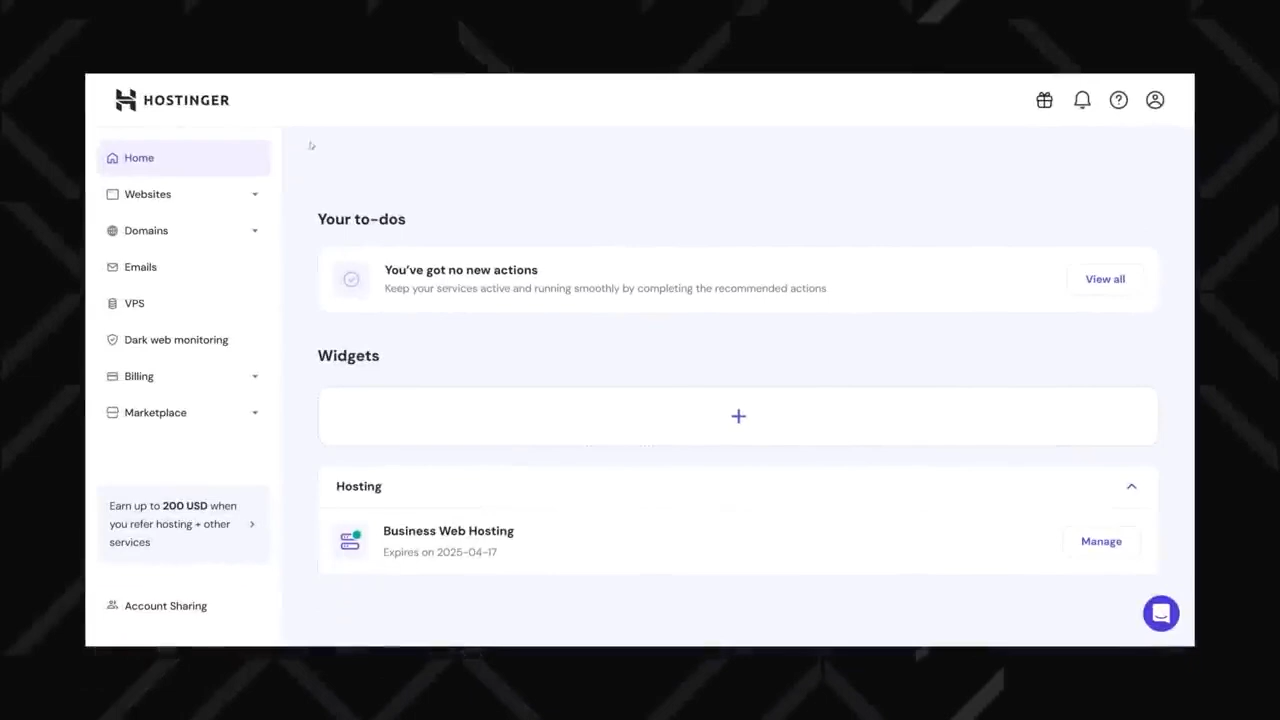 HOSTINGER
Home
Websites
Domains
Emails
VPS
Dark web monitoring
Billing
Marketplace
Earn up to 200 USD when
you refer hosting + other
services
Account Sharing
Your to-dos
You've got no new actions
Keep your services active and running smoothly by completing the recommended actions
View all
Widgets
+
Hosting
Business Web Hosting
Expires on 2025-04-17
Manage